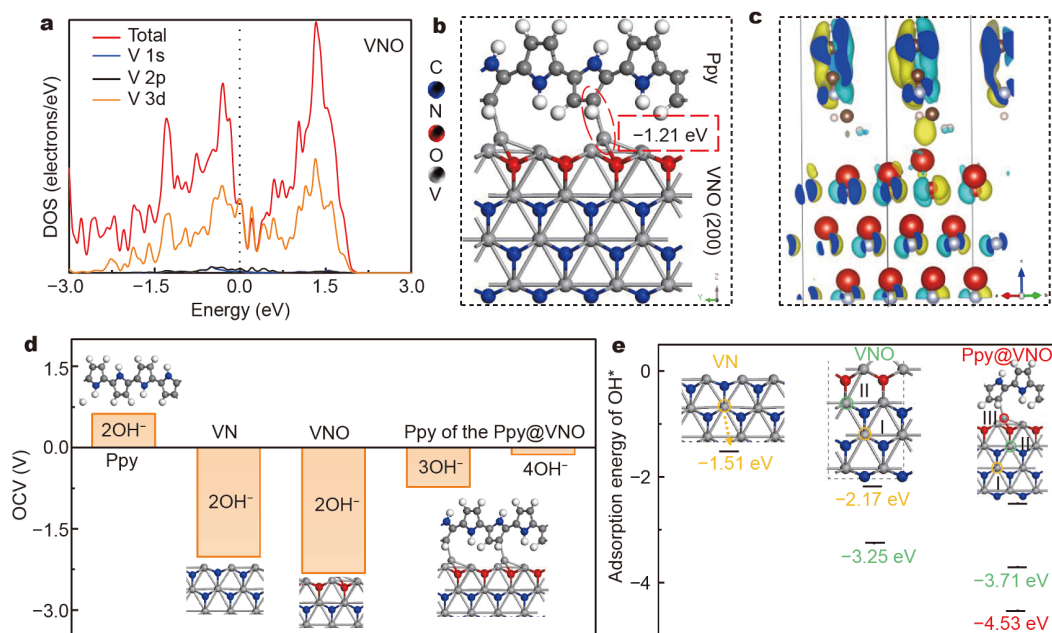 a
Total
V 1s
V 2p
V 3d
VNO
DOS (electrons/eV)
−3.0
−1.5
0.0
1.5
3.0
Energy (eV)
b
C
N
O
V
Ppy
−1.21 eV
VNO (200)
c
d
OCV (V)
1.5
0.0
−1.5
−3.0
2OH⁻
Ppy
VN
2OH⁻
VNO
2OH⁻
Ppy of the Ppy@VNO
3OH⁻
4OH⁻
e
Adsorption energy of OH*
0
−2
−4
VN
−1.51 eV
VNO
II
I
−2.17 eV
−3.25 eV
Ppy@VNO
III
II
I
−3.71 eV
−4.53 eV